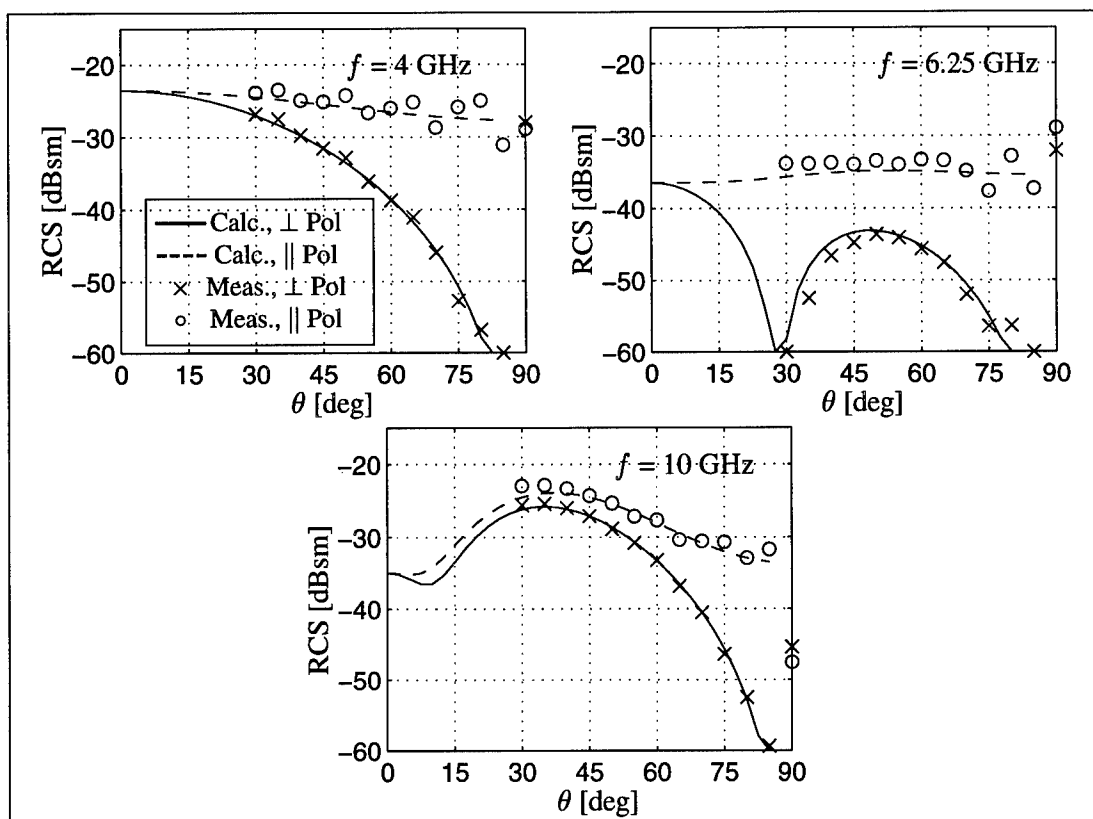 f = 4 GHz
−20
−30
−40
−50
−60
RCS [dBsm]
Calc., ⊥ Pol
Calc., || Pol
Meas., ⊥ Pol
Meas., || Pol
0 15 30 45 60 75 90
θ [deg]
f = 6.25 GHz
−20
−30
−40
−50
−60
RCS [dBsm]
0 15 30 45 60 75 90
θ [deg]
f = 10 GHz
−20
−30
−40
−50
−60
RCS [dBsm]
0 15 30 45 60 75 90
θ [deg]